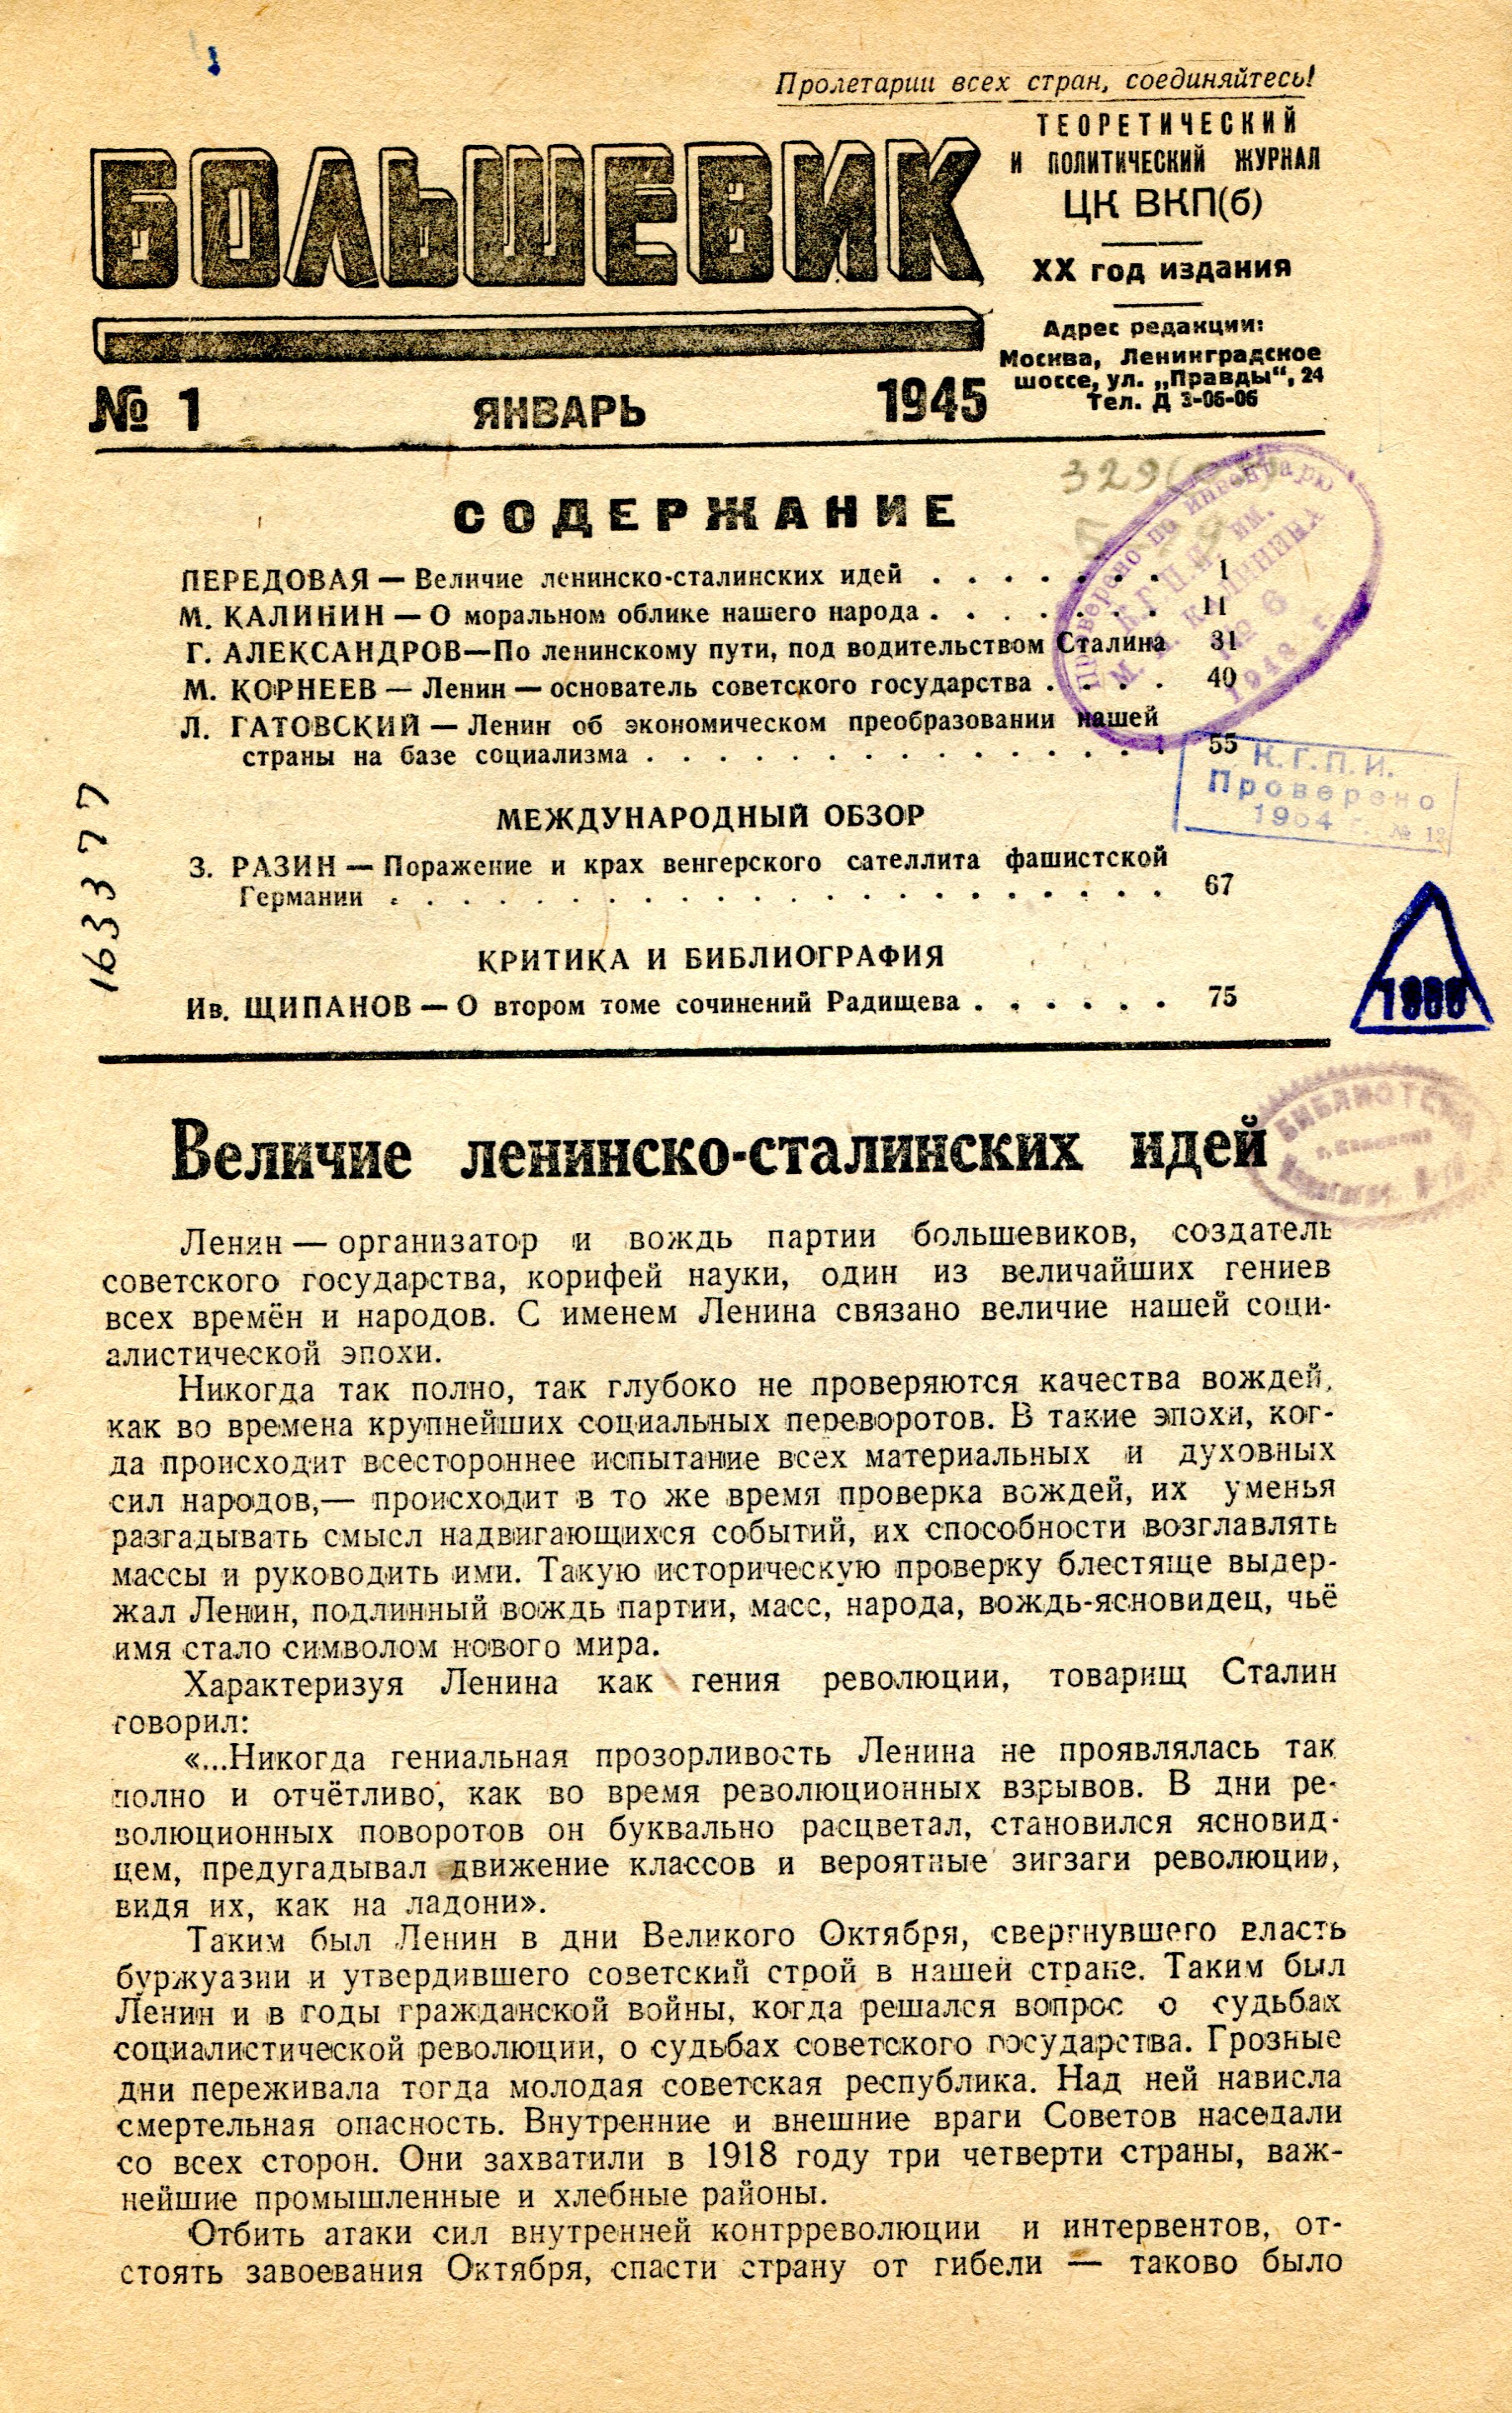 Пролетарии всех стран, соединяйтесь!
БОЛЬШЕВИК
ТЕОРЕТИЧЕСКИЙ
И ПОЛИТИЧЕСКИЙ ЖУРНАЛ
ЦК ВКП(б)
XX год издания
Адрес редакции:
Москва, Ленинградское
шоссе, ул. „Правды“, 24
Тел. Д 3-06-06
№ 1 ЯНВАРЬ 1945
329
СОДЕРЖАНИЕ
Проверено по инвентарю
К.Г.П.И. им.
М. И. КАЛИНИНА
№ 6
1948 г.
ПЕРЕДОВАЯ — Величие ленинско-сталинских идей . . . . . . . 1
М. КАЛИНИН — О моральном облике нашего народа . . . . . . . 11
Г. АЛЕКСАНДРОВ—По ленинскому пути, под водительством Сталина 31
М. КОРНЕЕВ — Ленин — основатель советского государства . . . . 40
Л. ГАТОВСКИЙ — Ленин об экономическом преобразовании нашей
страны на базе социализма . . . . . . . . . . . . . . . 55
К.Г.П.И.
Проверено
1964 г. № 12
163377
МЕЖДУНАРОДНЫЙ ОБЗОР
З. РАЗИН — Поражение и крах венгерского сателлита фашистской
Германии . . . . . . . . . . . . . . . . . . . . . . 67
КРИТИКА И БИБЛИОГРАФИЯ
Ив. ЩИПАНОВ — О втором томе сочинений Радищева . . . . . . 75
БИБЛИОТЕКА
Величие ленинско-сталинских идей
Ленин — организатор и вождь партии большевиков, создатель
советского государства, корифей науки, один из величайших гениев
всех времён и народов. С именем Ленина связано величие нашей соци-
алистической эпохи.
Никогда так полно, так глубоко не проверяются качества вождей,
как во времена крупнейших социальных переворотов. В такие эпохи, ког-
да происходит всестороннее испытание всех материальных и духовных
сил народов,— происходит в то же время проверка вождей, их уменья
разгадывать смысл надвигающихся событий, их способности возглавлять
массы и руководить ими. Такую историческую проверку блестяще выдер-
жал Ленин, подлинный вождь партии, масс, народа, вождь-ясновидец, чьё
имя стало символом нового мира.
Характеризуя Ленина как гения революции, товарищ Сталин
говорил:
«...Никогда гениальная прозорливость Ленина не проявлялась так
полно и отчётливо, как во время революционных взрывов. В дни ре-
волюционных поворотов он буквально расцветал, становился ясновид-
цем, предугадывал движение классов и вероятные зигзаги революции,
видя их, как на ладони».
Таким был Ленин в дни Великого Октября, свергнувшего власть
буржуазии и утвердившего советский строй в нашей стране. Таким был
Ленин и в годы гражданской войны, когда решался вопрос о судьбах
социалистической революции, о судьбах советского государства. Грозные
дни переживала тогда молодая советская республика. Над ней нависла
смертельная опасность. Внутренние и внешние враги Советов наседали
со всех сторон. Они захватили в 1918 году три четверти страны, важ-
нейшие промышленные и хлебные районы.
Отбить атаки сил внутренней контрреволюции и интервентов, от-
стоять завоевания Октября, спасти страну от гибели — таково было